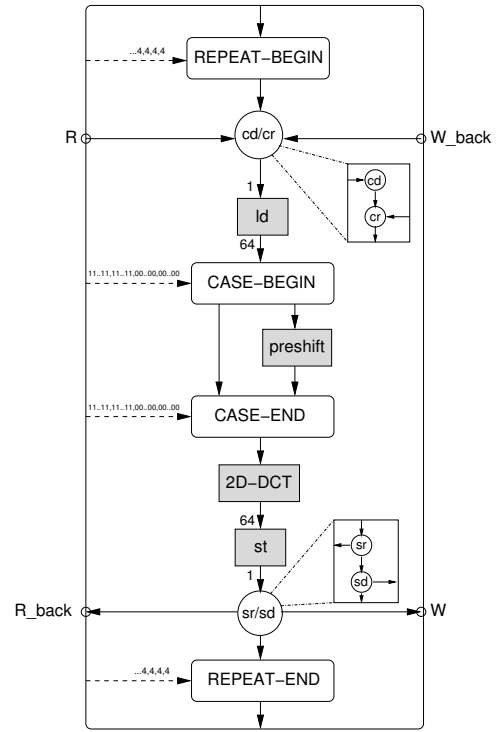 ...4,4,4,4
REPEAT−BEGIN
R
cd/cr
W_back
cd
1
cr
ld
64
11..11,11..11,00..00,00..00
CASE−BEGIN
preshift
11..11,11..11,00..00,00..00
CASE−END
2D−DCT
64
st
sr
1
sd
R_back
sr/sd
W
...4,4,4,4
REPEAT−END